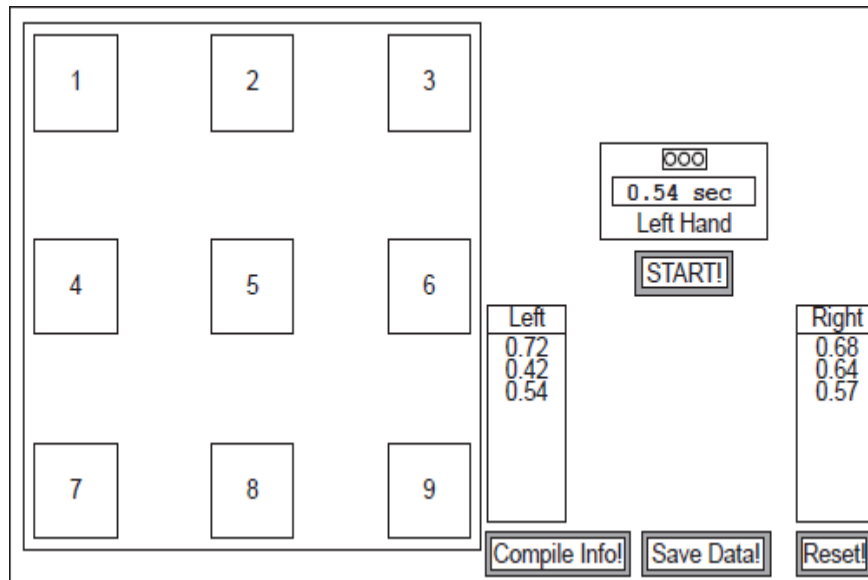 1 2 3
4 5 6
7 8 9
OOO
0.54 sec
Left Hand
START!
Left
0.72
0.42
0.54
Right
0.68
0.64
0.57
Compile Info!
Save Data!
Reset!